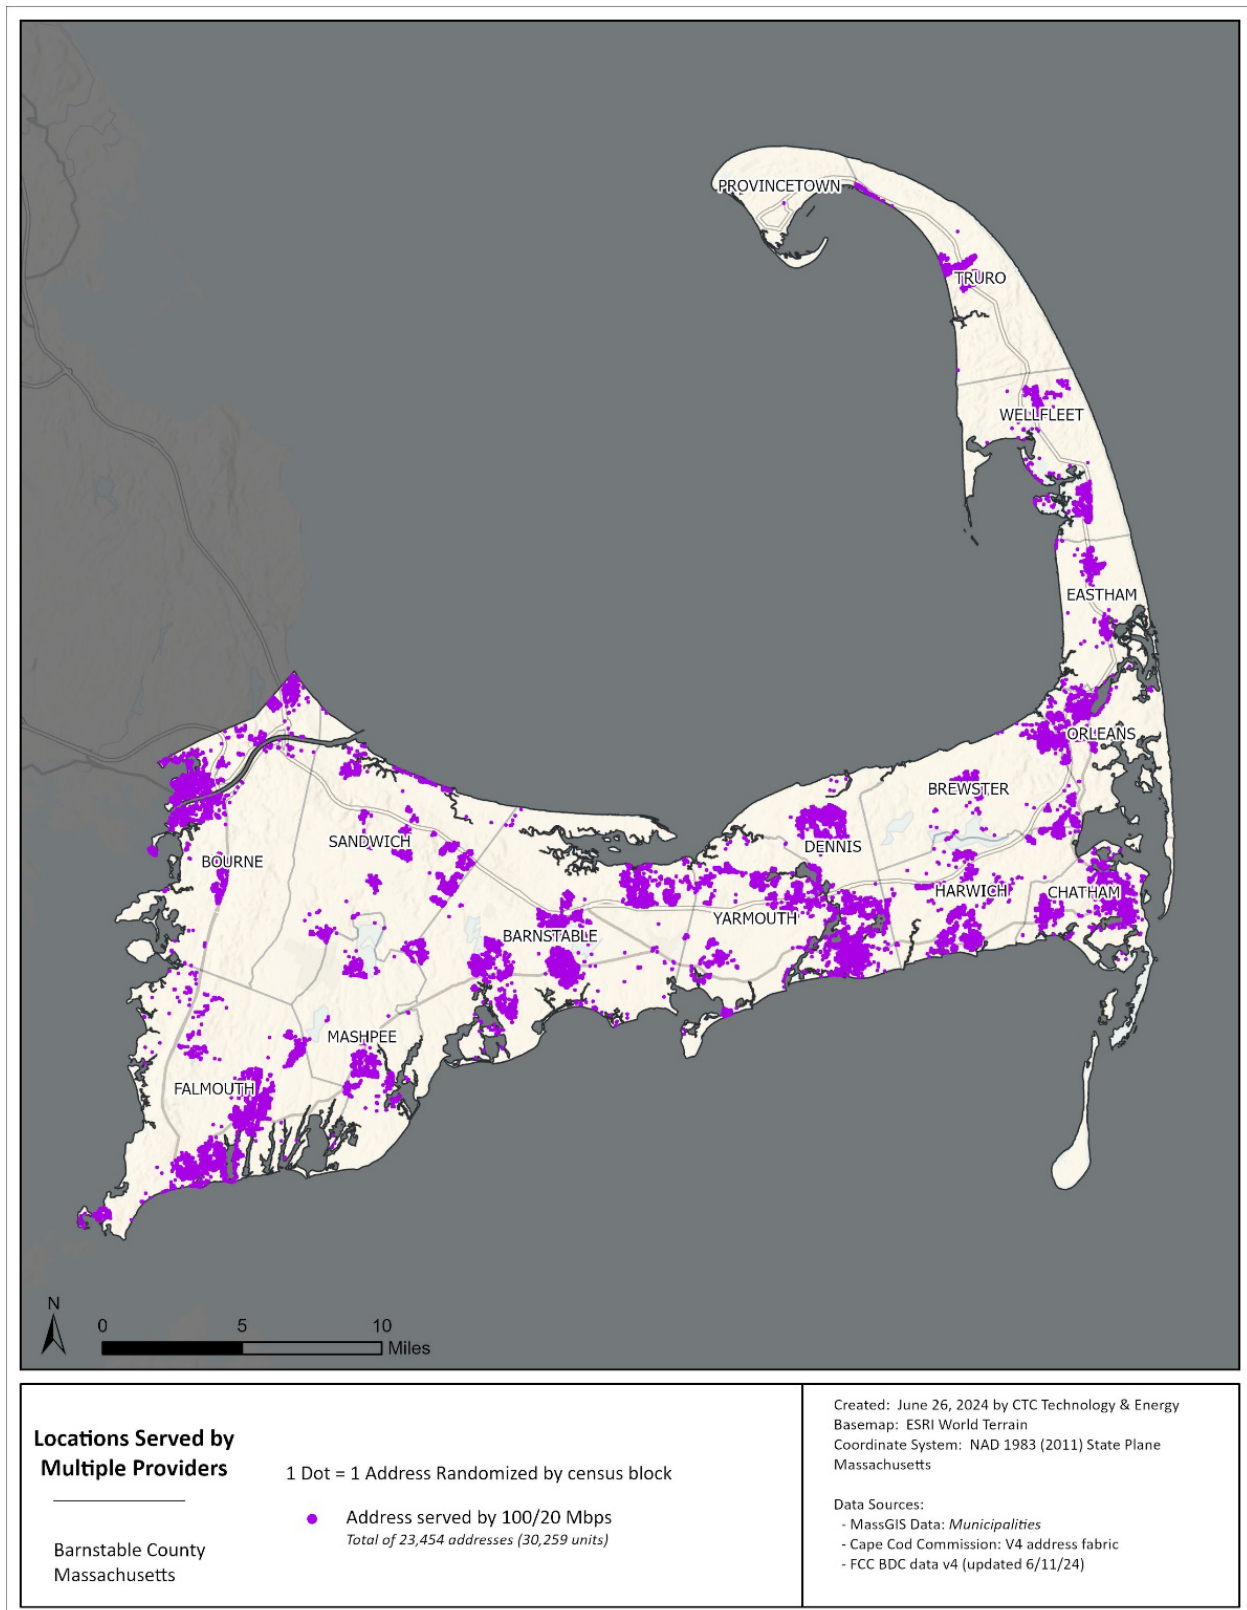 PROVINCETOWN
TRURO
WELLFLEET
EASTHAM
ORLEANS
BREWSTER
DENNIS
SANDWICH
BOURNE
HARWICH
CHATHAM
YARMOUTH
BARNSTABLE
MASHPEE
FALMOUTH
N
0 5 10
Miles
Locations Served by
Multiple Providers
Barnstable County
Massachusetts
1 Dot = 1 Address Randomized by census block
Address served by 100/20 Mbps
Total of 23,454 addresses (30,259 units)
Created: June 26, 2024 by CTC Technology & Energy
Basemap: ESRI World Terrain
Coordinate System: NAD 1983 (2011) State Plane
Massachusetts
Data Sources:
- MassGIS Data: Municipalities
- Cape Cod Commission: V4 address fabric
- FCC BDC data v4 (updated 6/11/24)